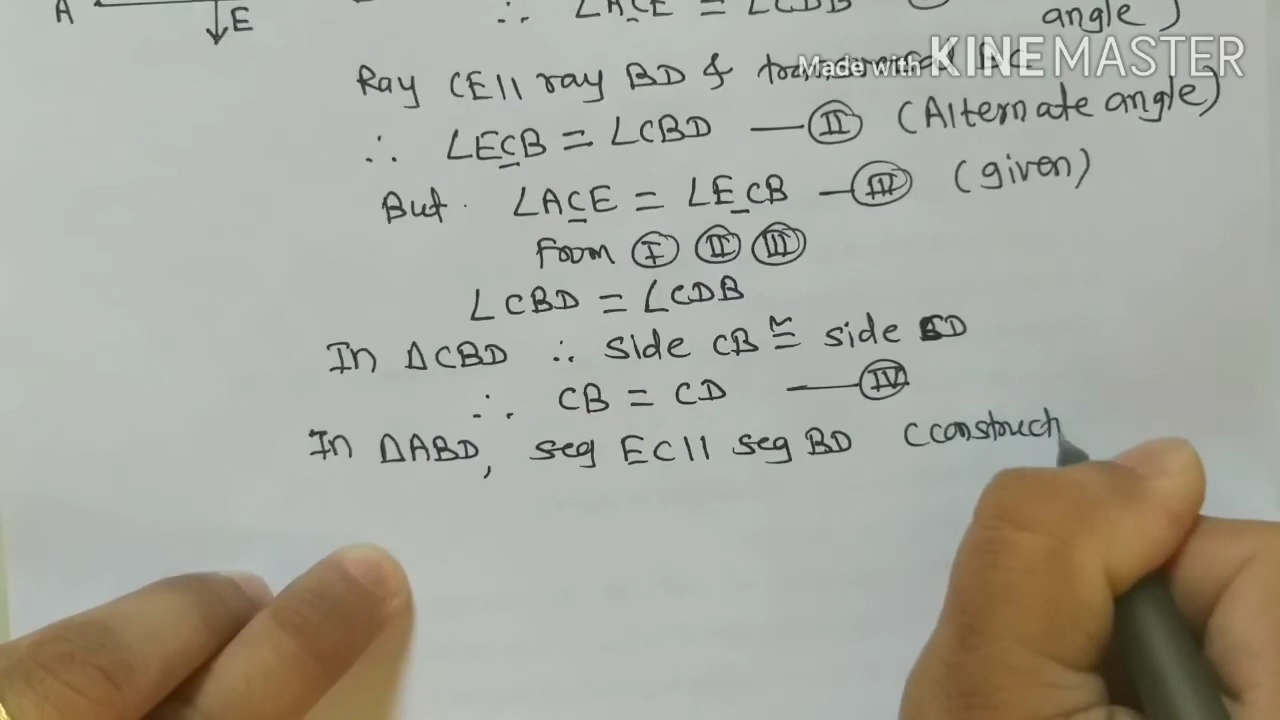 A
E
∴ ∠ACE = ∠CDB
angle)
Made with KINEMASTER
Ray CE || ray BD &
∴ ∠ECB = ∠CBD — II (Alternate angle)
But ∠ACE = ∠ECB — III (given)
From I II III
∠CBD = ∠CDB
In ΔCBD ∴ side CB ≅ side CD
∴ CB = CD — IV
In ΔABD, seg EC || seg BD (construch